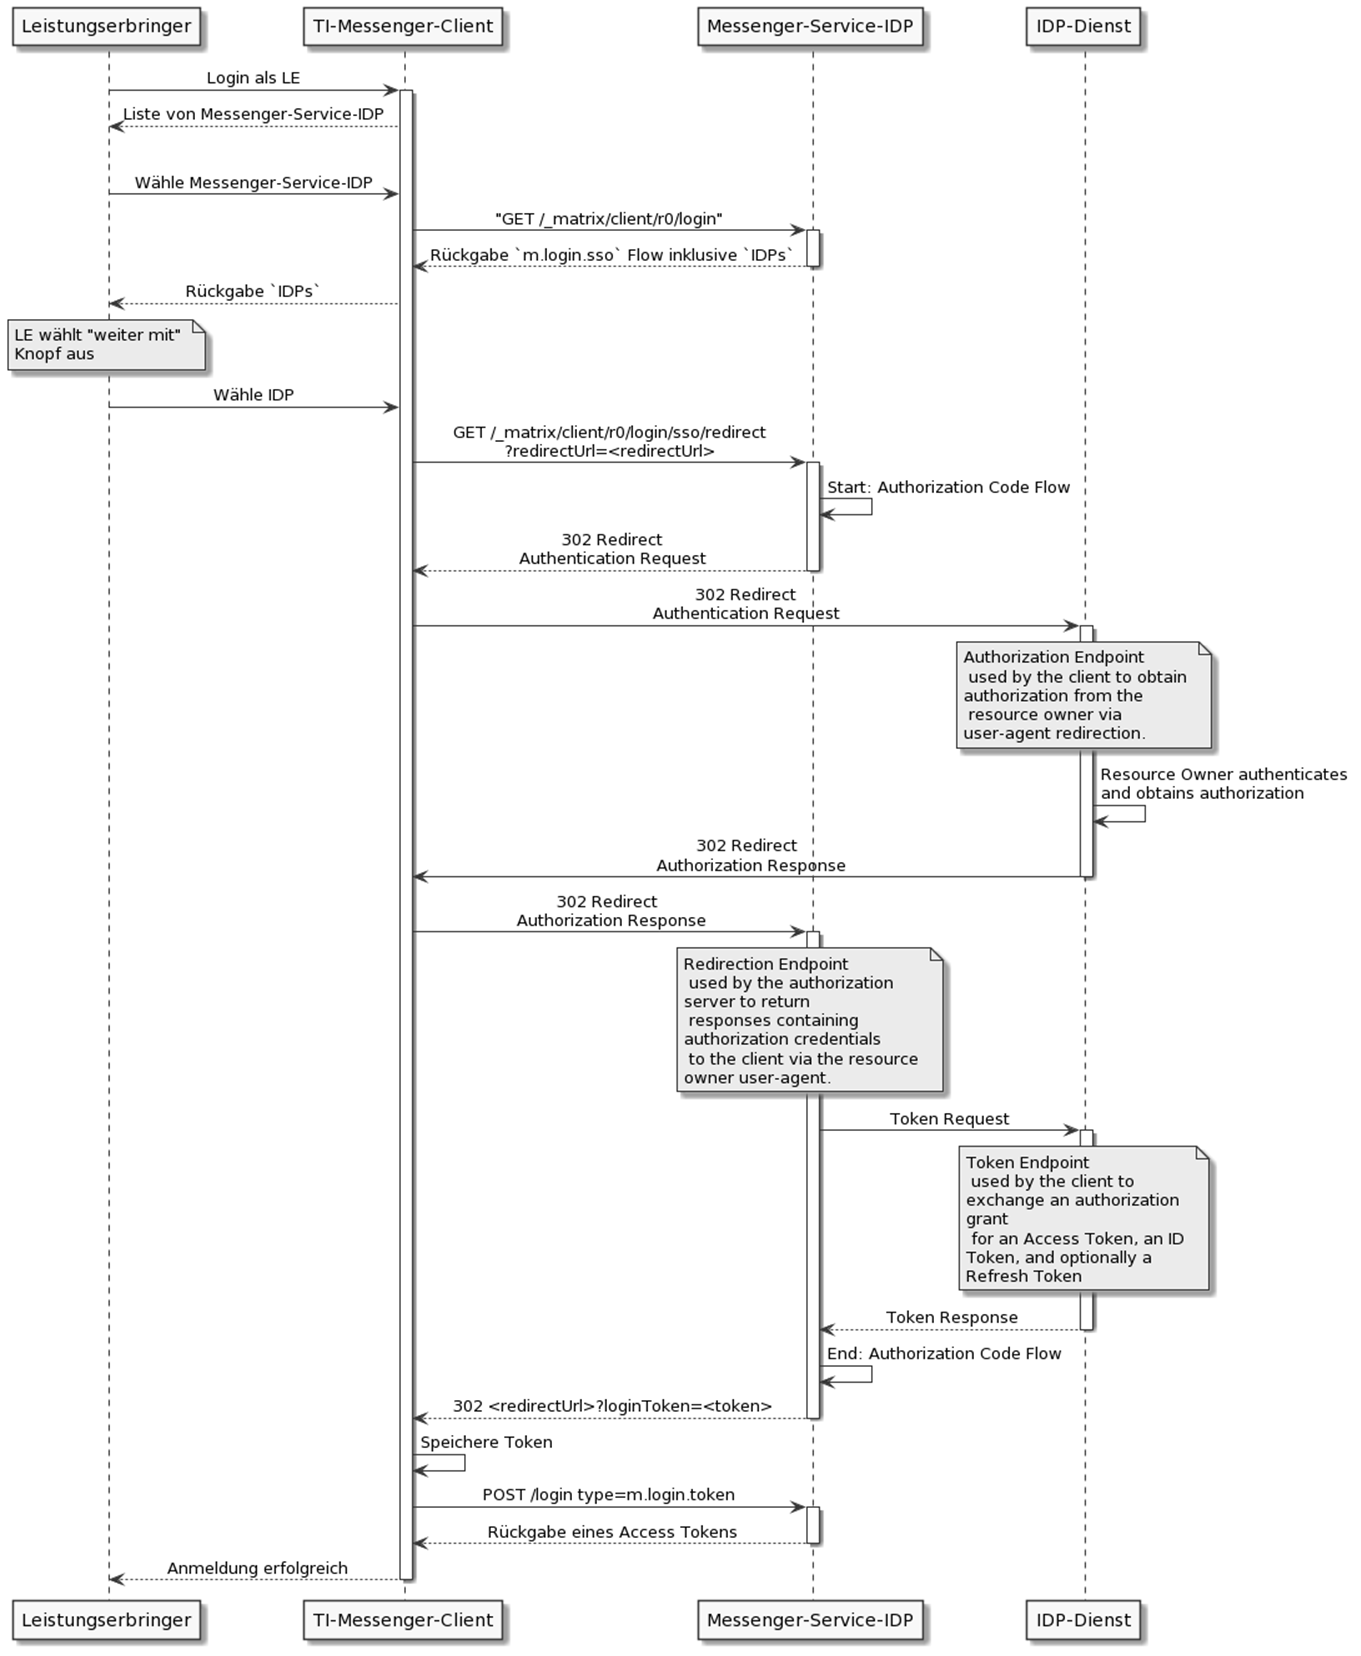 Leistungserbringer
TI-Messenger-Client
Messenger-Service-IDP
IDP-Dienst
Login als LE
Liste von Messenger-Service-IDP
Wähle Messenger-Service-IDP
"GET /_matrix/client/r0/login"
Rückgabe `m.login.sso` Flow inklusive `IDPs`
Rückgabe `IDPs`
LE wählt "weiter mit"
Knopf aus
Wähle IDP
GET /_matrix/client/r0/login/sso/redirect
?redirectUrl=<redirectUrl>
Start: Authorization Code Flow
302 Redirect
Authentication Request
302 Redirect
Authentication Request
Authorization Endpoint
used by the client to obtain
authorization from the
resource owner via
user-agent redirection.
Resource Owner authenticates
and obtains authorization
302 Redirect
Authorization Response
302 Redirect
Authorization Response
Redirection Endpoint
used by the authorization
server to return
responses containing
authorization credentials
to the client via the resource
owner user-agent.
Token Request
Token Endpoint
used by the client to
exchange an authorization
grant
for an Access Token, an ID
Token, and optionally a
Refresh Token
Token Response
End: Authorization Code Flow
302 <redirectUrl>?loginToken=<token>
Speichere Token
POST /login type=m.login.token
Rückgabe eines Access Tokens
Anmeldung erfolgreich
Leistungserbringer
TI-Messenger-Client
Messenger-Service-IDP
IDP-Dienst